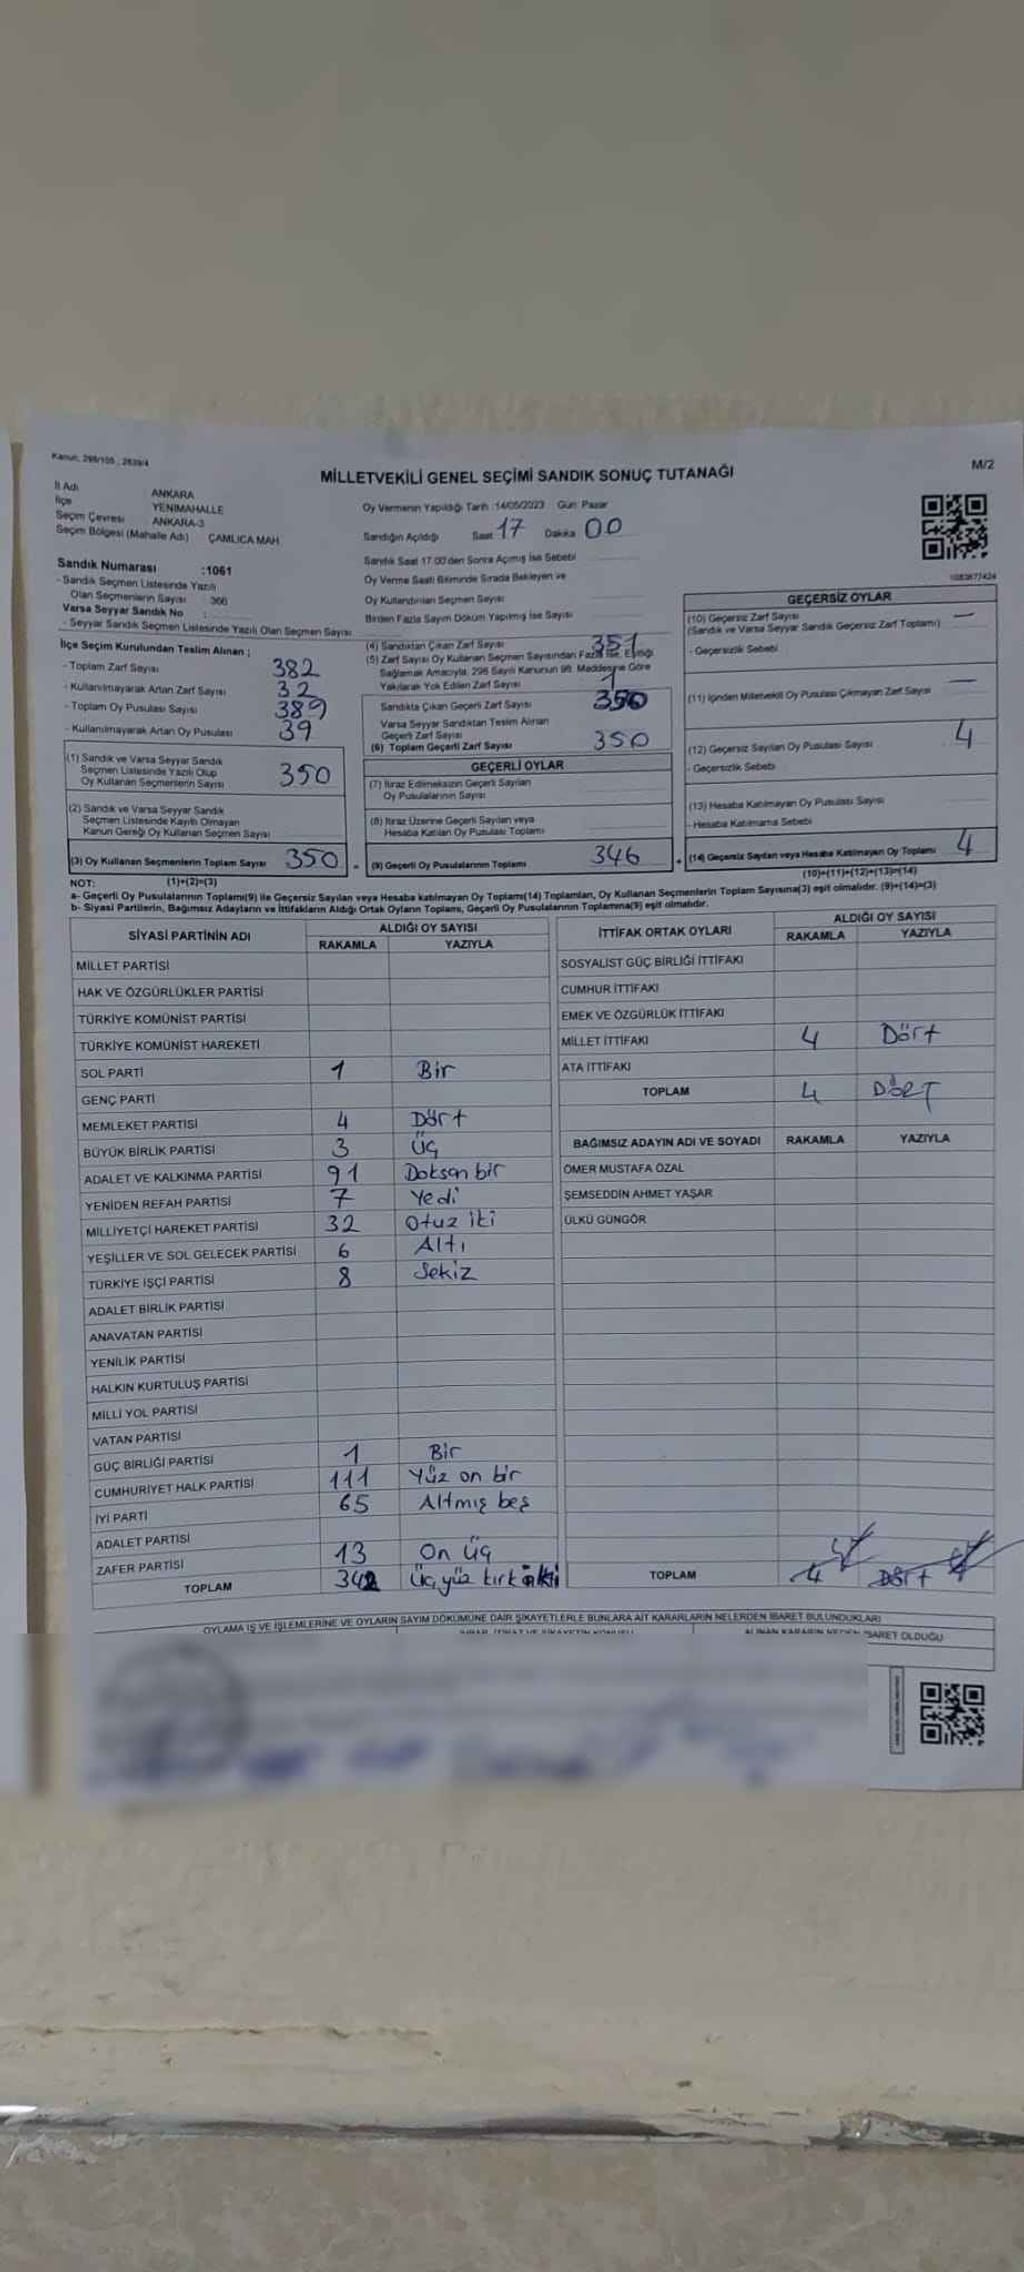 Kanun: 298/105 ; 2839/4
MİLLETVEKİLİ GENEL SEÇİMİ SANDIK SONUÇ TUTANAĞI
M/2
İl Adı ANKARA
İlçe YENİMAHALLE
Seçim Çevresi ANKARA-3
Seçim Bölgesi (Mahalle Adı) ÇAMLICA MAH
Sandık Numarası :1061
- Sandık Seçmen Listesinde Yazılı
Olan Seçmenlerin Sayısı 366
Varsa Seyyar Sandık No :
- Seyyar Sandık Seçmen Listesinde Yazılı Olan Seçmen Sayısı
Oy Vermenin Yapıldığı Tarih :14/05/2023 Gün: Pazar
Sandığın Açıldığı Saat 17 Dakika 00
Sandık Saat 17:00'den Sonra Açılmış İse Sebebi
Oy Verme Saati Bitiminde Sırada Bekleyen ve
Oy Kullandırılan Seçmen Sayısı
Birden Fazla Sayım Döküm Yapılmış İse Sayısı
İlçe Seçim Kurulundan Teslim Alınan ;
- Toplam Zarf Sayısı 382
- Kullanılmayarak Artan Zarf Sayısı 32
- Toplam Oy Pusulası Sayısı 389
- Kullanılmayarak Artan Oy Pusulası 39
(1) Sandık ve Varsa Seyyar Sandık
Seçmen Listesinde Yazılı Olup
Oy Kullanan Seçmenlerin Sayısı 350
(2) Sandık ve Varsa Seyyar Sandık
Seçmen Listesinde Kayıtlı Olmayan
Kanun Gereği Oy Kullanan Seçmen Sayısı
(3) Oy Kullanan Seçmenlerin Toplam Sayısı 350
(1)+(2)=(3)
(4) Sandıktan Çıkan Zarf Sayısı 351
(5) Zarf Sayısı Oy Kullanan Seçmen Sayısından Fazla İse, Eşitliği
Sağlamak Amacıyla, 298 Sayılı Kanunun 98. Maddesine Göre
Yakılarak Yok Edilen Zarf Sayısı 1
Sandıkta Çıkan Geçerli Zarf Sayısı 350
Varsa Seyyar Sandıktan Teslim Alınan
Geçerli Zarf Sayısı
(6) Toplam Geçerli Zarf Sayısı 350
GEÇERLİ OYLAR
(7) İtiraz Edilmeksizin Geçerli Sayılan
Oy Pusulalarının Sayısı
(8) İtiraz Üzerine Geçerli Sayılan veya
Hesaba Katılan Oy Pusulası Toplamı
= (9) Geçerli Oy Pusulalarının Toplamı 346
1083877424
GEÇERSİZ OYLAR
(10) Geçersiz Zarf Sayısı —
(Sandık ve Varsa Seyyar Sandık Geçersiz Zarf Toplamı)
- Geçersizlik Sebebi
(11) İçinden Milletvekili Oy Pusulası Çıkmayan Zarf Sayısı —
(12) Geçersiz Sayılan Oy Pusulası Sayısı 4
- Geçersizlik Sebebi
(13) Hesaba Katılmayan Oy Pusulası Sayısı
- Hesaba Katılmama Sebebi
+ (14) Geçersiz Sayılan veya Hesaba Katılmayan Oy Toplamı 4
(10)+(11)+(12)+(13)=(14)
NOT:
a- Geçerli Oy Pusulalarının Toplamı(9) ile Geçersiz Sayılan veya Hesaba katılmayan Oy Toplamı(14) Toplamları, Oy Kullanan Seçmenlerin Toplam Sayısına(3) eşit olmalıdır. (9)+(14)=(3)
b- Siyasi Partilerin, Bağımsız Adayların ve İttifakların Aldığı Ortak Oyların Toplamı, Geçerli Oy Pusulalarının Toplamına(9) eşit olmalıdır.
SİYASİ PARTİNİN ADI
ALDIĞI OY SAYISI
RAKAMLA YAZIYLA
MİLLET PARTİSİ
HAK VE ÖZGÜRLÜKLER PARTİSİ
TÜRKİYE KOMÜNİST PARTİSİ
TÜRKİYE KOMÜNİST HAREKETİ
SOL PARTİ 1 Bir
GENÇ PARTİ
MEMLEKET PARTİSİ 4 Dört
BÜYÜK BİRLİK PARTİSİ 3 Üç
ADALET VE KALKINMA PARTİSİ 91 Doksan bir
YENİDEN REFAH PARTİSİ 7 Yedi
MİLLİYETÇİ HAREKET PARTİSİ 32 Otuz iki
YEŞİLLER VE SOL GELECEK PARTİSİ 6 Altı
TÜRKİYE İŞÇİ PARTİSİ 8 Sekiz
ADALET BİRLİK PARTİSİ
ANAVATAN PARTİSİ
YENİLİK PARTİSİ
HALKIN KURTULUŞ PARTİSİ
MİLLİ YOL PARTİSİ
VATAN PARTİSİ
GÜÇ BİRLİĞİ PARTİSİ 1 Bir
CUMHURİYET HALK PARTİSİ 111 Yüz on bir
İYİ PARTİ 65 Altmış beş
ADALET PARTİSİ
ZAFER PARTİSİ 13 On üç
TOPLAM 342 Üç yüz kırk iki
İTTİFAK ORTAK OYLARI
ALDIĞI OY SAYISI
RAKAMLA YAZIYLA
SOSYALİST GÜÇ BİRLİĞİ İTTİFAKI
CUMHUR İTTİFAKI
EMEK VE ÖZGÜRLÜK İTTİFAKI
MİLLET İTTİFAKI 4 Dört
ATA İTTİFAKI
TOPLAM 4 DÖRT
BAĞIMSIZ ADAYIN ADI VE SOYADI RAKAMLA YAZIYLA
ÖMER MUSTAFA ÖZAL
ŞEMSEDDİN AHMET YAŞAR
ÜLKÜ GÜNGÖR
TOPLAM 4 Dört
OYLAMA İŞ VE İŞLEMLERİNE VE OYLARIN SAYIM DÖKÜMÜNE DAİR ŞİKAYETLERLE BUNLARA AİT KARARLARIN NELERDEN İBARET BULUNDUKLARI
ALINAN KARARIN NEDEN İBARET OLDUĞU